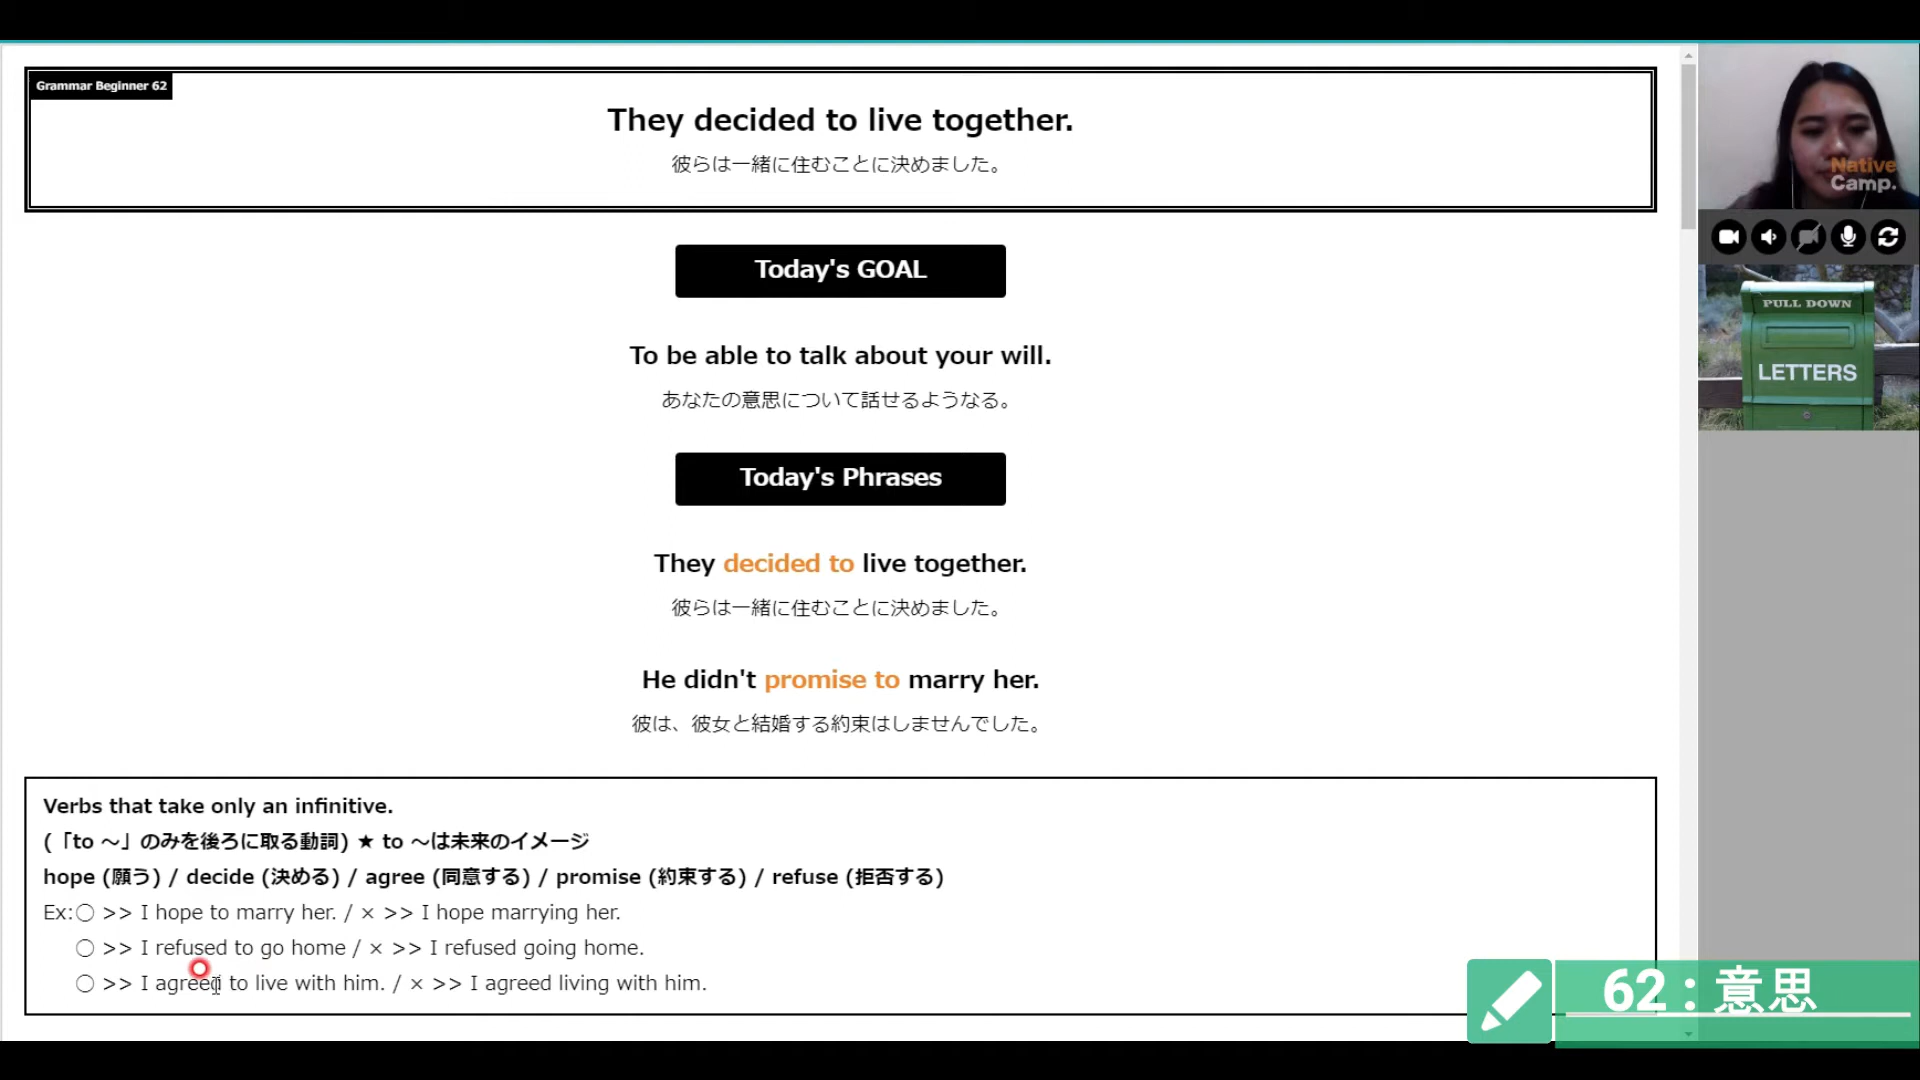 Grammar Beginner 62
They decided to live together.
彼らは一緒に住むことに決めました。
Today's GOAL
To be able to talk about your will.
あなたの意思について話せるようなる。
Today's Phrases
They decided to live together.
彼らは一緒に住むことに決めました。
He didn't promise to marry her.
彼は、彼女と結婚する約束はしませんでした。
Verbs that take only an infinitive.
(「to ～」のみを後ろに取る動詞) ★ to ～は未来のイメージ
hope (願う) / decide (決める) / agree (同意する) / promise (約束する) / refuse (拒否する)
Ex:○ >> I hope to marry her. / × >> I hope marrying her.
○ >> I refused to go home / × >> I refused going home.
○ >> I agreed to live with him. / × >> I agreed living with him.
Native
Camp.
PULL DOWN
LETTERS
62：意思